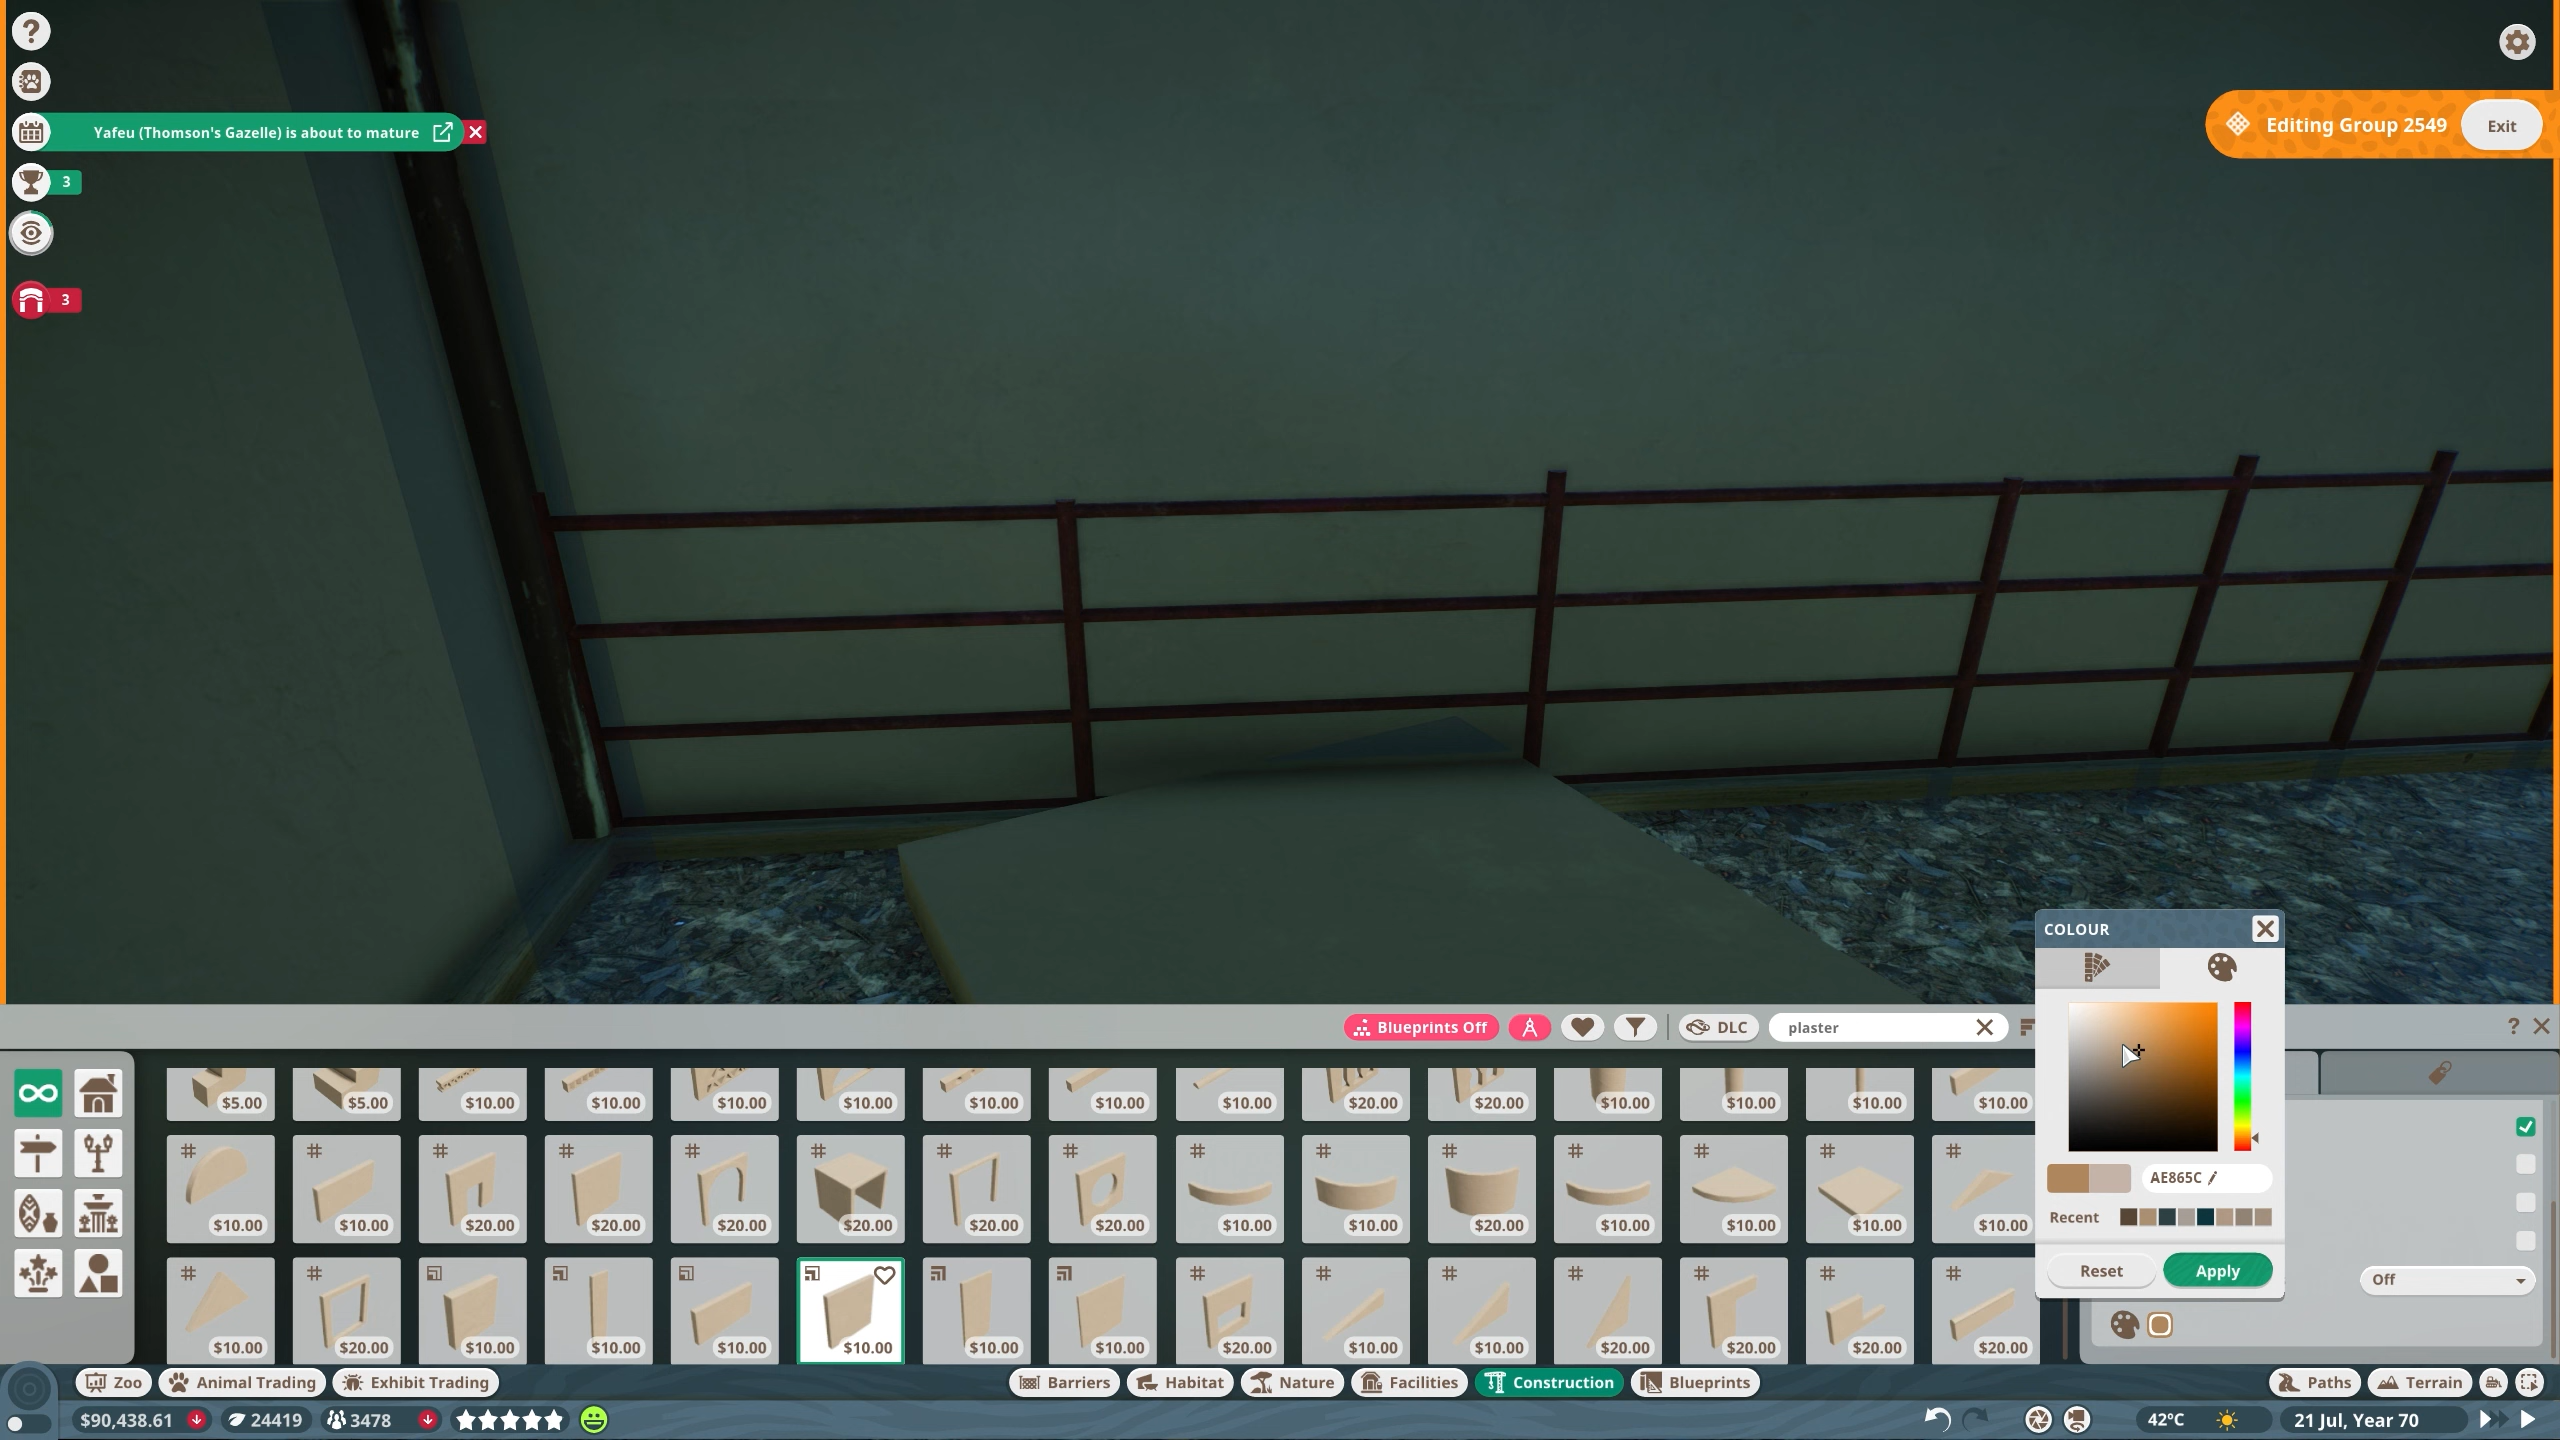 ?
Yafeu (Thomson's Gazelle) is about to mature
3
3
Editing Group 2549
Exit
COLOUR
AE865C
Recent
Reset
Apply
Blueprints Off
DLC
plaster
?
$5.00 $5.00 $10.00 $10.00 $10.00 $10.00 $10.00 $10.00 $10.00 $20.00 $20.00 $10.00 $10.00 $10.00 $10.00
$10.00 $10.00 $20.00 $20.00 $20.00 $20.00 $20.00 $20.00 $10.00 $10.00 $20.00 $10.00 $10.00 $10.00 $10.00
$10.00 $20.00 $10.00 $10.00 $10.00 $10.00 $10.00 $10.00 $20.00 $10.00 $10.00 $20.00 $20.00 $20.00 $20.00
Off
Zoo Animal Trading Exhibit Trading Barriers Habitat Nature Facilities Construction Blueprints Paths Terrain
$90,438.61 24419 3478 42°C 21 Jul, Year 70